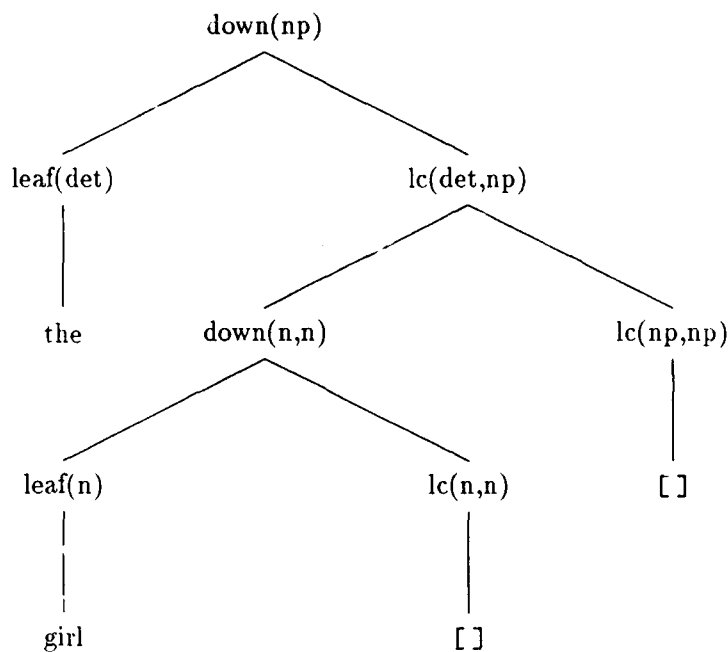 down(np)
leaf(det) lc(det,np)
the down(n,n) lc(np,np)
leaf(n) lc(n,n) []
girl []